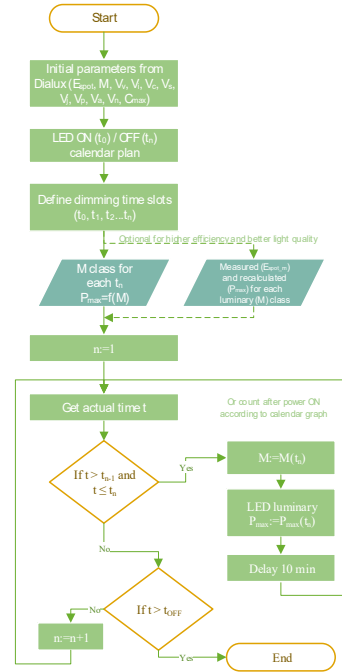 Start
Initial parameters from
Dialux (Espot, M, Vv, Vl, Vc, Vs,
Vj, Vp, Va, Vn, Cmax)
LED ON (t0) / OFF (tn)
calendar plan
Define dimming time slots
(t0, t1, t2...tn)
Optional for higher efficiency and better light quality
M class for
each tn
Pmax=f(M)
Measured (Espot_m)
and recalculated
(Pmax) for each
luminary (M) class
n:=1
Get actual time t
Or count after power ON
according to calendar graph
If t > tn-1 and
t ≤ tn
Yes
M:=M(tn)
LED luminary
Pmax:=Pmax(tn)
Delay 10 min
No
If t > tOFF
No
n:=n+1
Yes
End